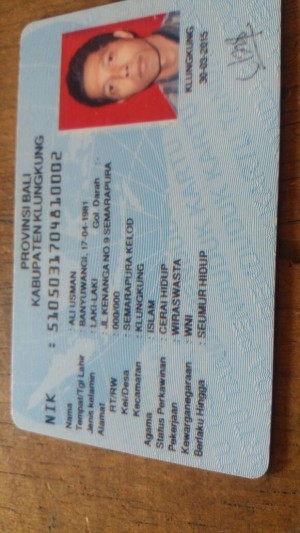 PROVINSI BALI
KABUPATEN KLUNGKUNG
NIK : 5105031704810002
Nama : ALI USMAN
Tempat/Tgl Lahir : BANYUWANGI, 17-04-1981
Jenis kelamin : LAKI-LAKI Gol. Darah : -
Alamat : JL.KENANGA NO.9 SEMARAPURA
RT/RW : 000/000
Kel/Desa : SEMARAPURA KELOD
Kecamatan : KLUNGKUNG
Agama : ISLAM
Status Perkawinan : CERAI HIDUP
Pekerjaan : WIRASWASTA
Kewarganegaraan : WNI
Berlaku Hingga : SEUMUR HIDUP
KLUNGKUNG
30-03-2015